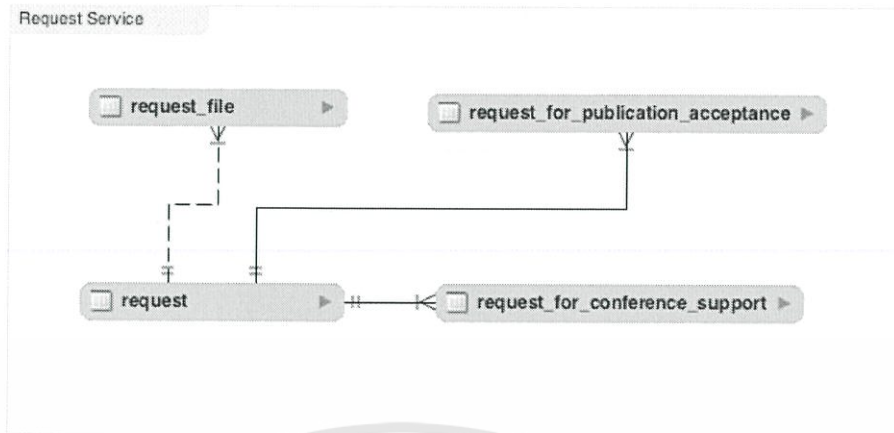 Request Service
request_file
request_for_publication_acceptance
request
request_for_conference_support